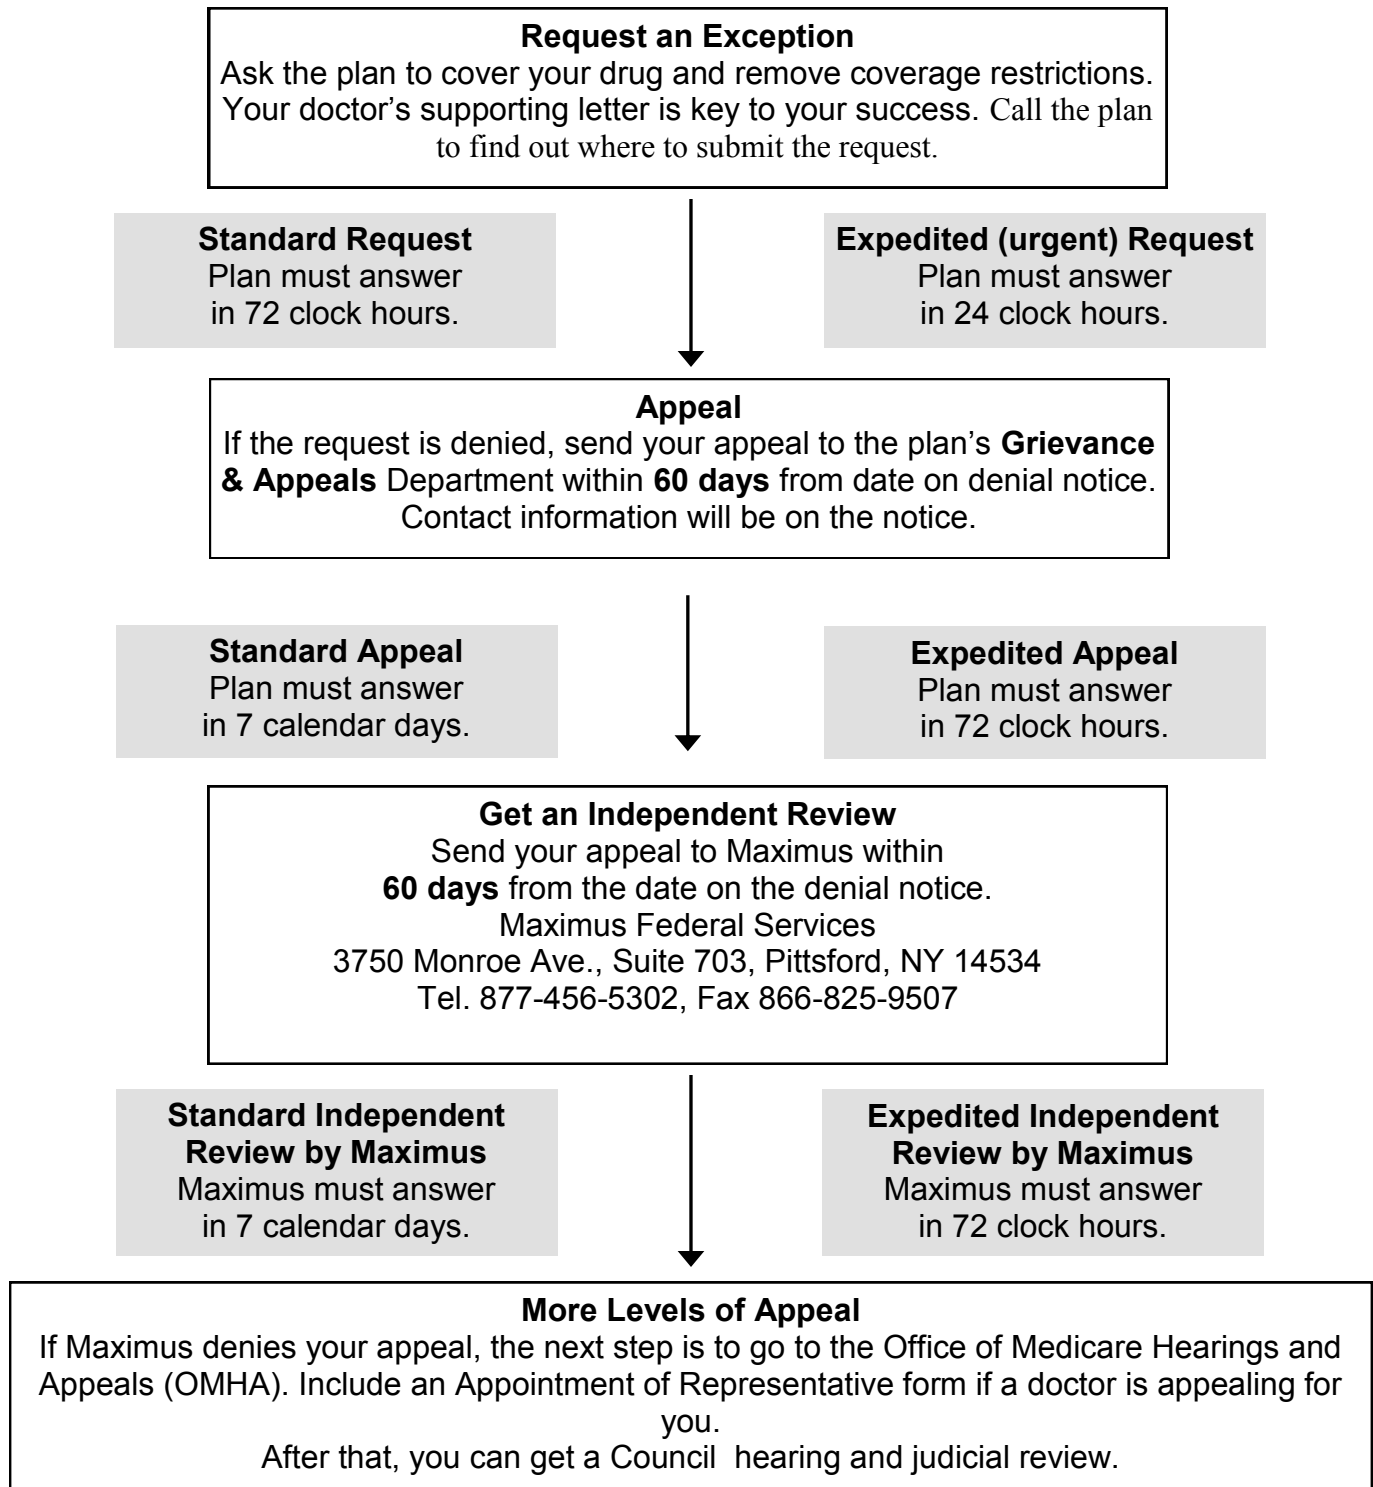 Request an Exception
Ask the plan to cover your drug and remove coverage restrictions.
Your doctor's supporting letter is key to your success. Call the plan
to find out where to submit the request.
Standard Request
Plan must answer
in 72 clock hours.
Expedited (urgent) Request
Plan must answer
in 24 clock hours.
Appeal
If the request is denied, send your appeal to the plan's Grievance
& Appeals Department within 60 days from date on denial notice.
Contact information will be on the notice.
Standard Appeal
Plan must answer
in 7 calendar days.
Expedited Appeal
Plan must answer
in 72 clock hours.
Get an Independent Review
Send your appeal to Maximus within
60 days from the date on the denial notice.
Maximus Federal Services
3750 Monroe Ave., Suite 703, Pittsford, NY 14534
Tel. 877-456-5302, Fax 866-825-9507
Standard Independent
Review by Maximus
Maximus must answer
in 7 calendar days.
Expedited Independent
Review by Maximus
Maximus must answer
in 72 clock hours.
More Levels of Appeal
If Maximus denies your appeal, the next step is to go to the Office of Medicare Hearings and
Appeals (OMHA). Include an Appointment of Representative form if a doctor is appealing for
you.
After that, you can get a Council  hearing and judicial review.